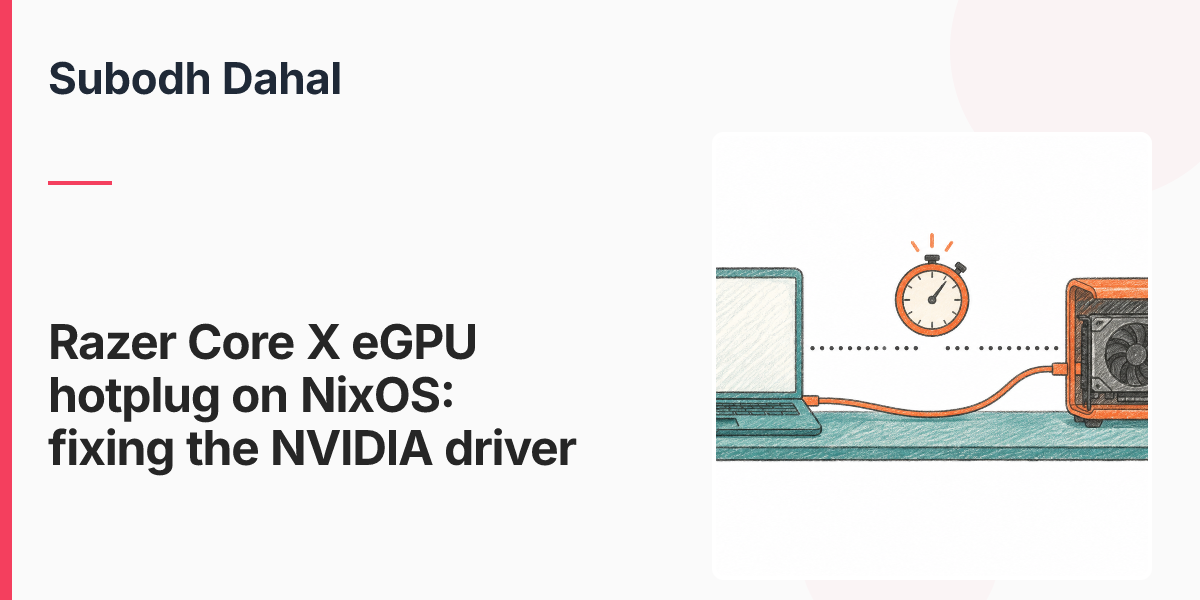 Subodh Dahal
Razer Core X eGPU
hotplug on NixOS:
fixing the NVIDIA driver